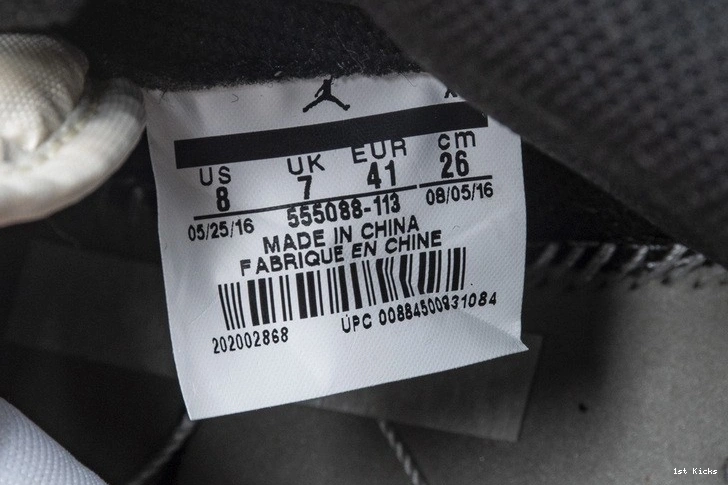 US UK EUR cm
8 7 41 26
05/25/16 555088-113 08/05/16
MADE IN CHINA
FABRIQUE EN CHINE
202002868 UPC 00884500931084
1st Kicks